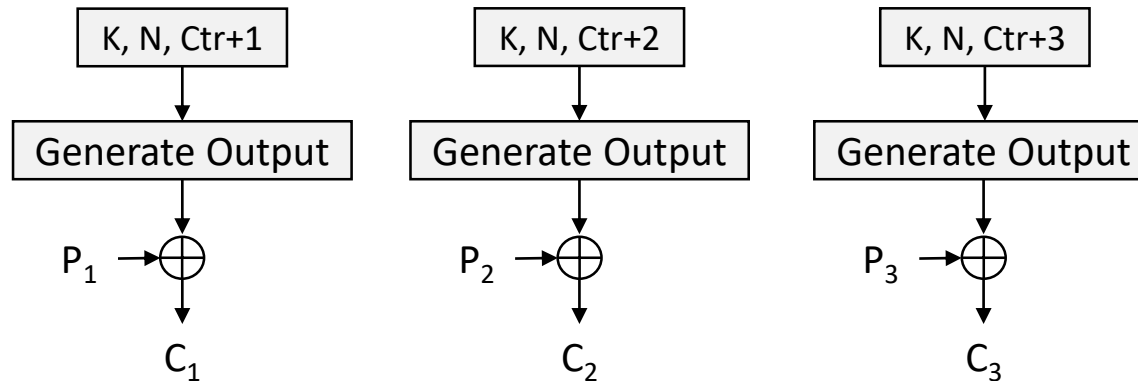 K, N, Ctr+1
K, N, Ctr+2
K, N, Ctr+3
Generate Output
Generate Output
Generate Output
P₁
P₂
P₃
C₁
C₂
C₃